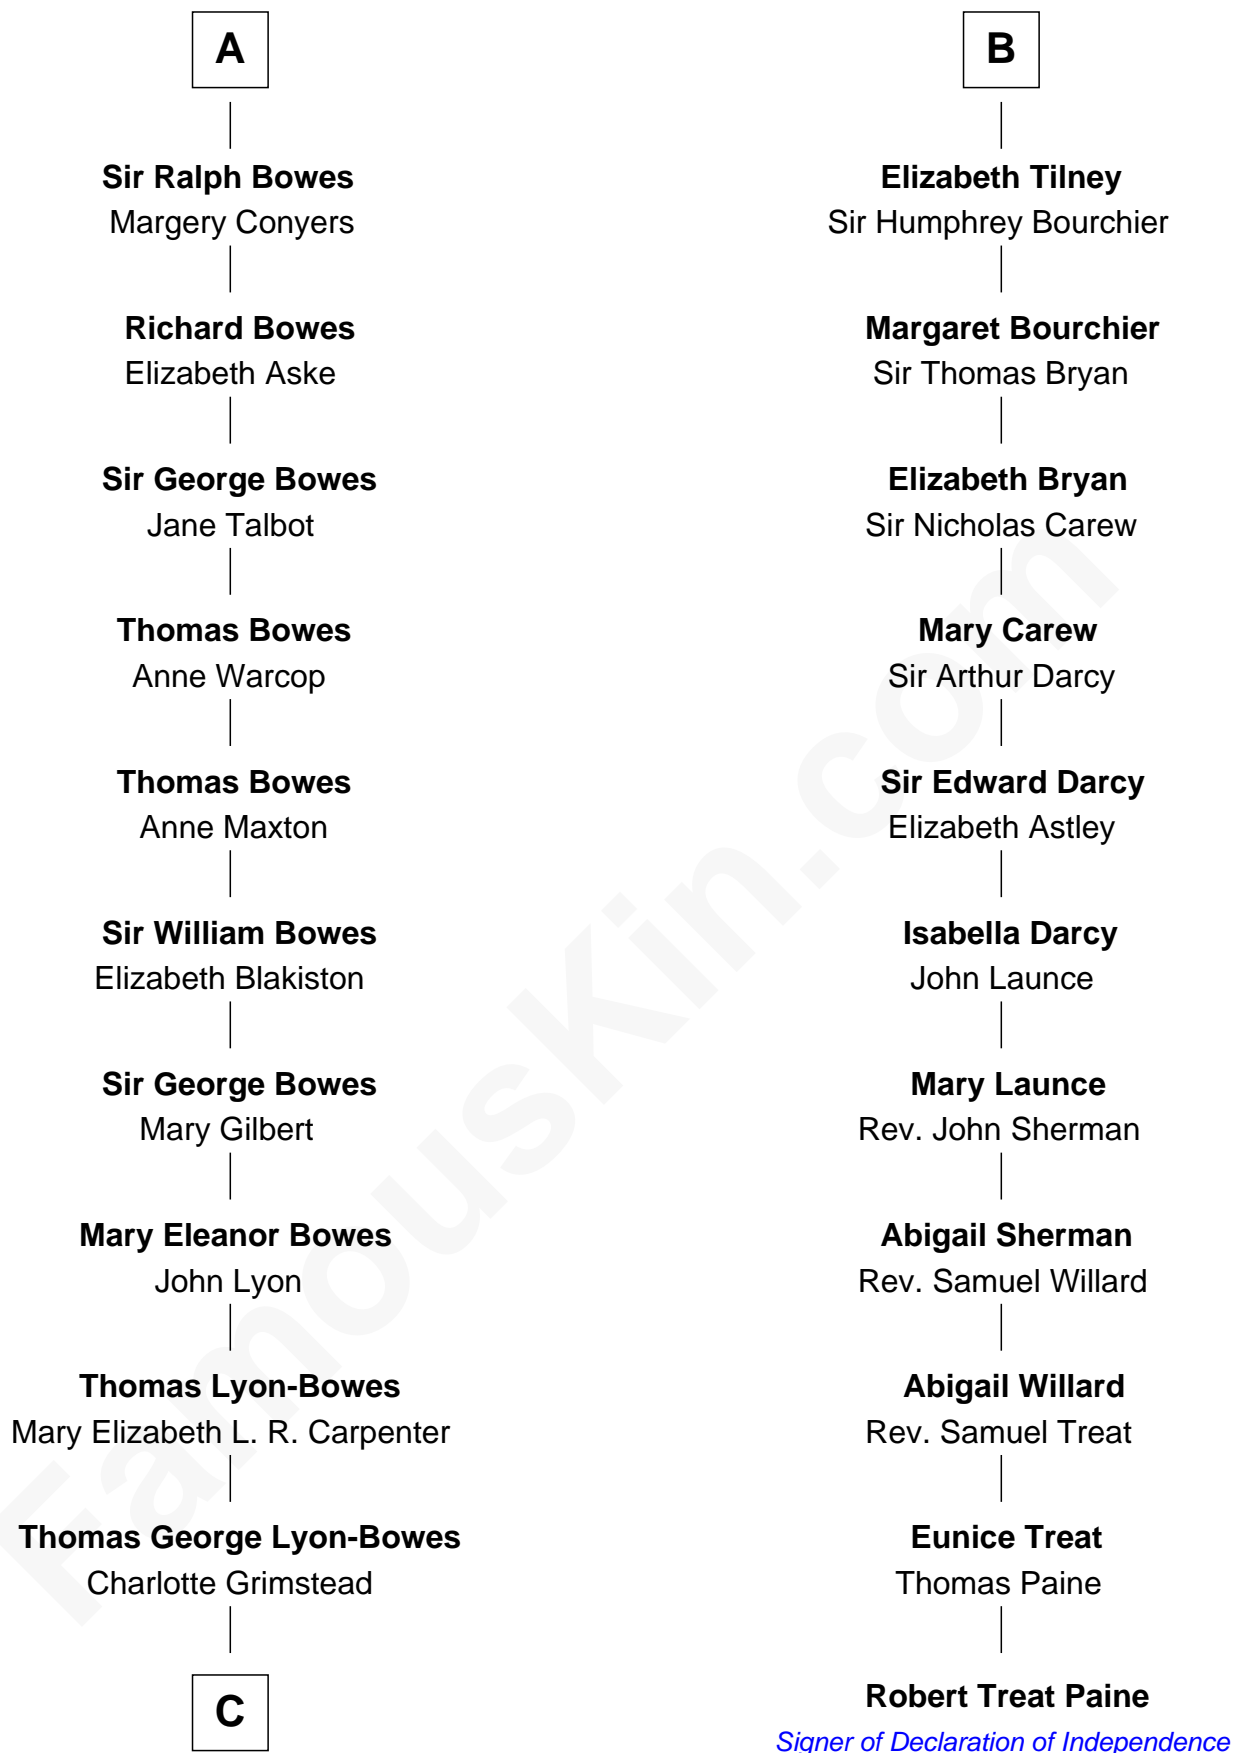 A
Sir Ralph Bowes
Margery Conyers
Richard Bowes
Elizabeth Aske
Sir George Bowes
Jane Talbot
Thomas Bowes
Anne Warcop
Thomas Bowes
Anne Maxton
Sir William Bowes
Elizabeth Blakiston
Sir George Bowes
Mary Gilbert
Mary Eleanor Bowes
John Lyon
Thomas Lyon-Bowes
Mary Elizabeth L. R. Carpenter
Thomas George Lyon-Bowes
Charlotte Grimstead
C
B
Elizabeth Tilney
Sir Humphrey Bourchier
Margaret Bourchier
Sir Thomas Bryan
Elizabeth Bryan
Sir Nicholas Carew
Mary Carew
Sir Arthur Darcy
Sir Edward Darcy
Elizabeth Astley
Isabella Darcy
John Launce
Mary Launce
Rev. John Sherman
Abigail Sherman
Rev. Samuel Willard
Abigail Willard
Rev. Samuel Treat
Eunice Treat
Thomas Paine
Robert Treat Paine
Signer of Declaration of Independence
FamousKin.com